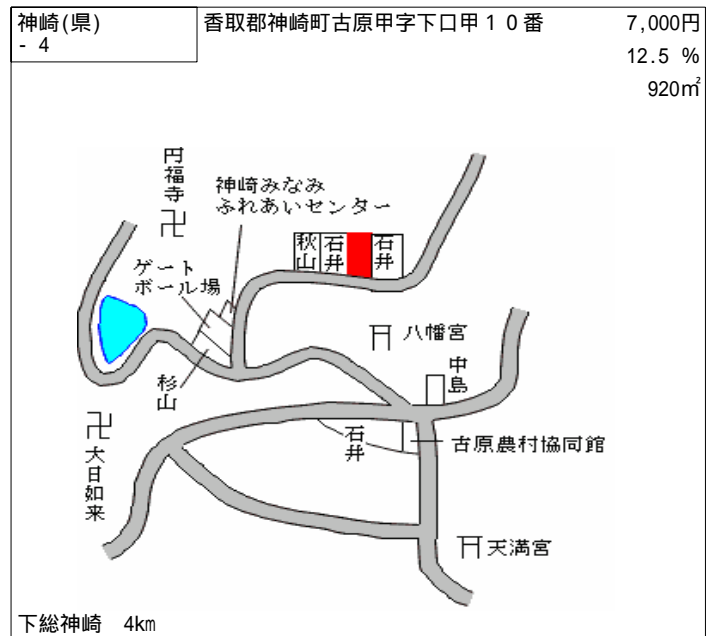 神崎(県)
- 4
香取郡神崎町古原甲字下口甲１０番
7,000円
12.5 %
920㎡
円福寺
神崎みなみ
ふれあいセンター
秋山
石井
石井
ゲート
ボール場
八幡宮
中島
杉山
石井
古原農村協同館
大日如来
天満宮
下総神崎 4km